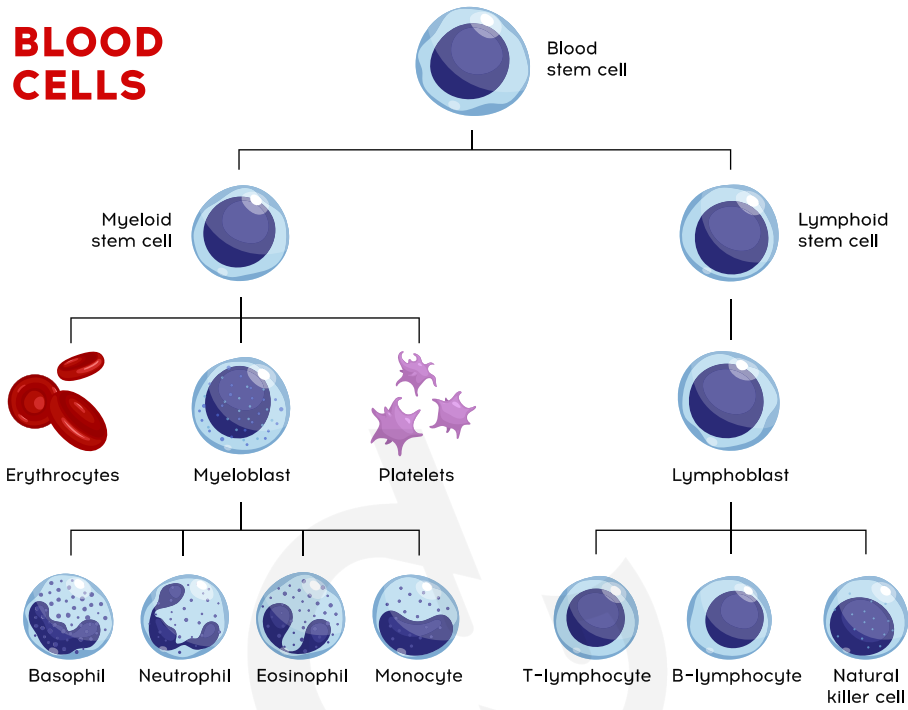 BLOOD
CELLS
Blood
stem cell
Myeloid
stem cell
Lymphoid
stem cell
Erythrocytes
Myeloblast
Platelets
Lymphoblast
Basophil
Neutrophil
Eosinophil
Monocyte
T-lymphocyte
B-lymphocyte
Natural
killer cell